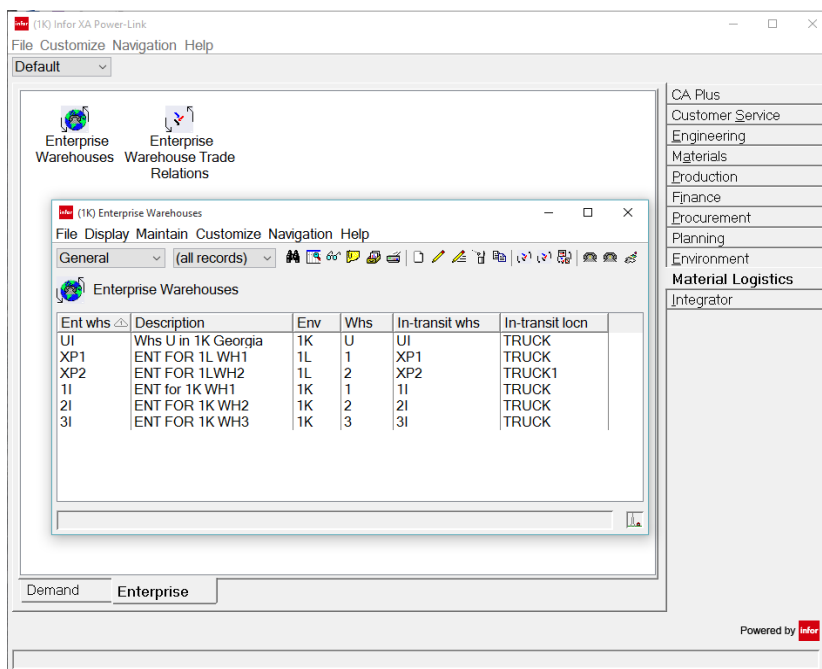 infor (1K) Infor XA Power-Link
File Customize Navigation Help
Default
Enterprise Warehouses
Enterprise Warehouse Trade Relations
CA Plus
Customer Service
Engineering
Materials
Production
Finance
Procurement
Planning
Environment
Material Logistics
Integrator
infor (1K) Enterprise Warehouses
File Display Maintain Customize Navigation Help
General (all records)
Enterprise Warehouses
Ent whs Description Env Whs In-transit whs In-transit locn
UI Whs U in 1K Georgia 1K U UI TRUCK
XP1 ENT FOR 1L WH1 1L 1 XP1 TRUCK
XP2 ENT FOR 1LWH2 1L 2 XP2 TRUCK1
1I ENT for 1K WH1 1K 1 1I TRUCK
2I ENT FOR 1K WH2 1K 2 2I TRUCK
3I ENT FOR 1K WH3 1K 3 3I TRUCK
Demand Enterprise
Powered by infor